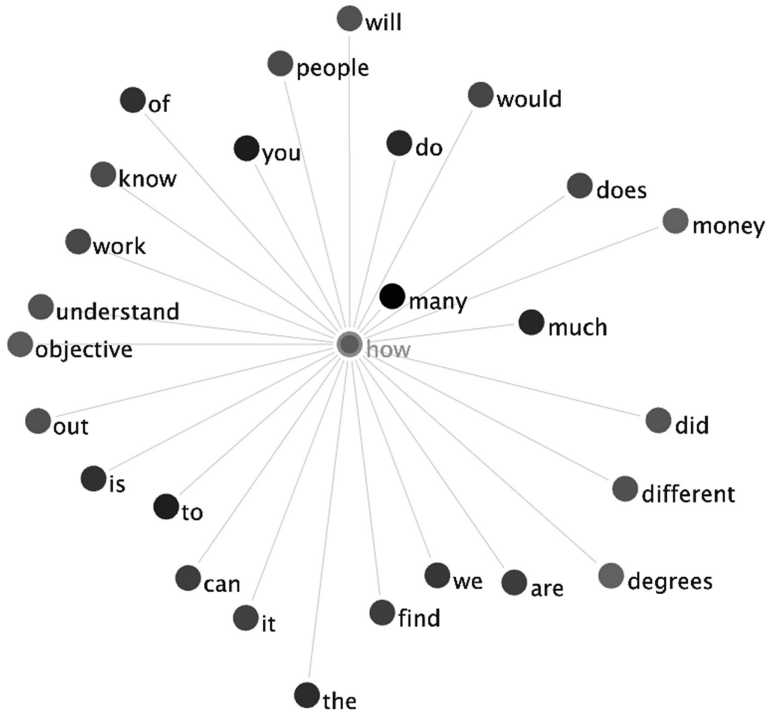 will
people
of
would
you
do
know
does
money
work
many
understand
much
objective
how
out
did
is
different
to
can
we
are
degrees
it
find
the